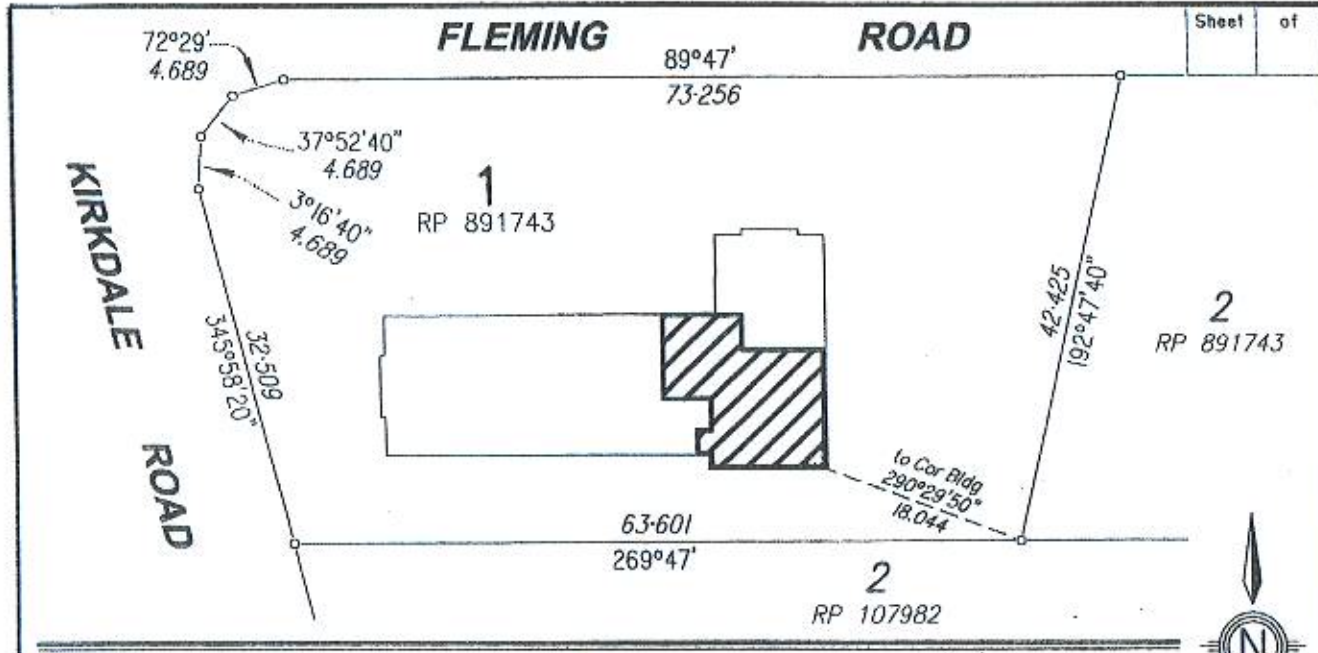 Sheet of
FLEMING ROAD
72°29'
4.689
89°47'
73·256
37°52'40"
4.689
3°16'40"
4.689
1
RP 891743
KIRKDALE
ROAD
32·509
345°58'20"
42·425
192°47'40"
2
RP 891743
to Cor Bldg
290°29'50"
18.044
63·601
269°47'
2
RP 107982
N